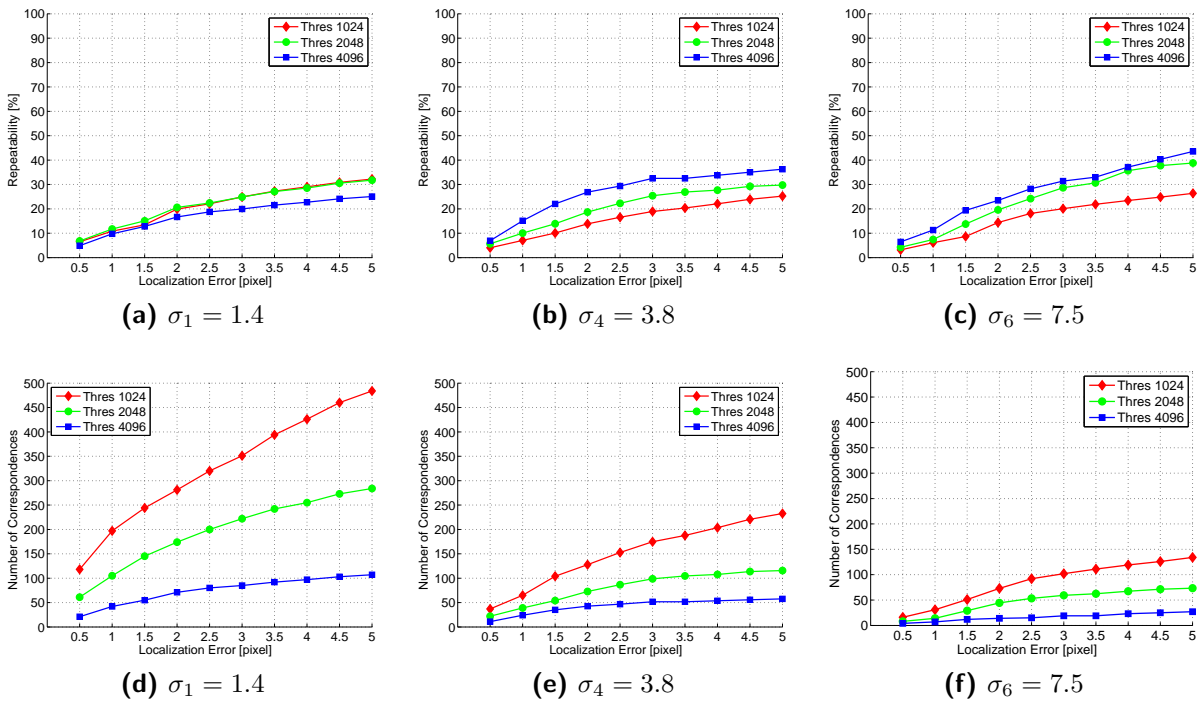 100
90
80
70
60
50
40
30
20
10
0
Repeatability [%]
Thres 1024
Thres 2048
Thres 4096
0.5 1 1.5 2 2.5 3 3.5 4 4.5 5
Localization Error [pixel]
(a) σ₁ = 1.4
100
90
80
70
60
50
40
30
20
10
0
Repeatability [%]
Thres 1024
Thres 2048
Thres 4096
0.5 1 1.5 2 2.5 3 3.5 4 4.5 5
Localization Error [pixel]
(b) σ₄ = 3.8
100
90
80
70
60
50
40
30
20
10
0
Repeatability [%]
Thres 1024
Thres 2048
Thres 4096
0.5 1 1.5 2 2.5 3 3.5 4 4.5 5
Localization Error [pixel]
(c) σ₆ = 7.5
500
450
400
350
300
250
200
150
100
50
0
Number of Correspondences
Thres 1024
Thres 2048
Thres 4096
0.5 1 1.5 2 2.5 3 3.5 4 4.5 5
Localization Error [pixel]
(d) σ₁ = 1.4
500
450
400
350
300
250
200
150
100
50
0
Number of Correspondences
Thres 1024
Thres 2048
Thres 4096
0.5 1 1.5 2 2.5 3 3.5 4 4.5 5
Localization Error [pixel]
(e) σ₄ = 3.8
500
450
400
350
300
250
200
150
100
50
0
Number of Correspondences
Thres 1024
Thres 2048
Thres 4096
0.5 1 1.5 2 2.5 3 3.5 4 4.5 5
Localization Error [pixel]
(f) σ₆ = 7.5